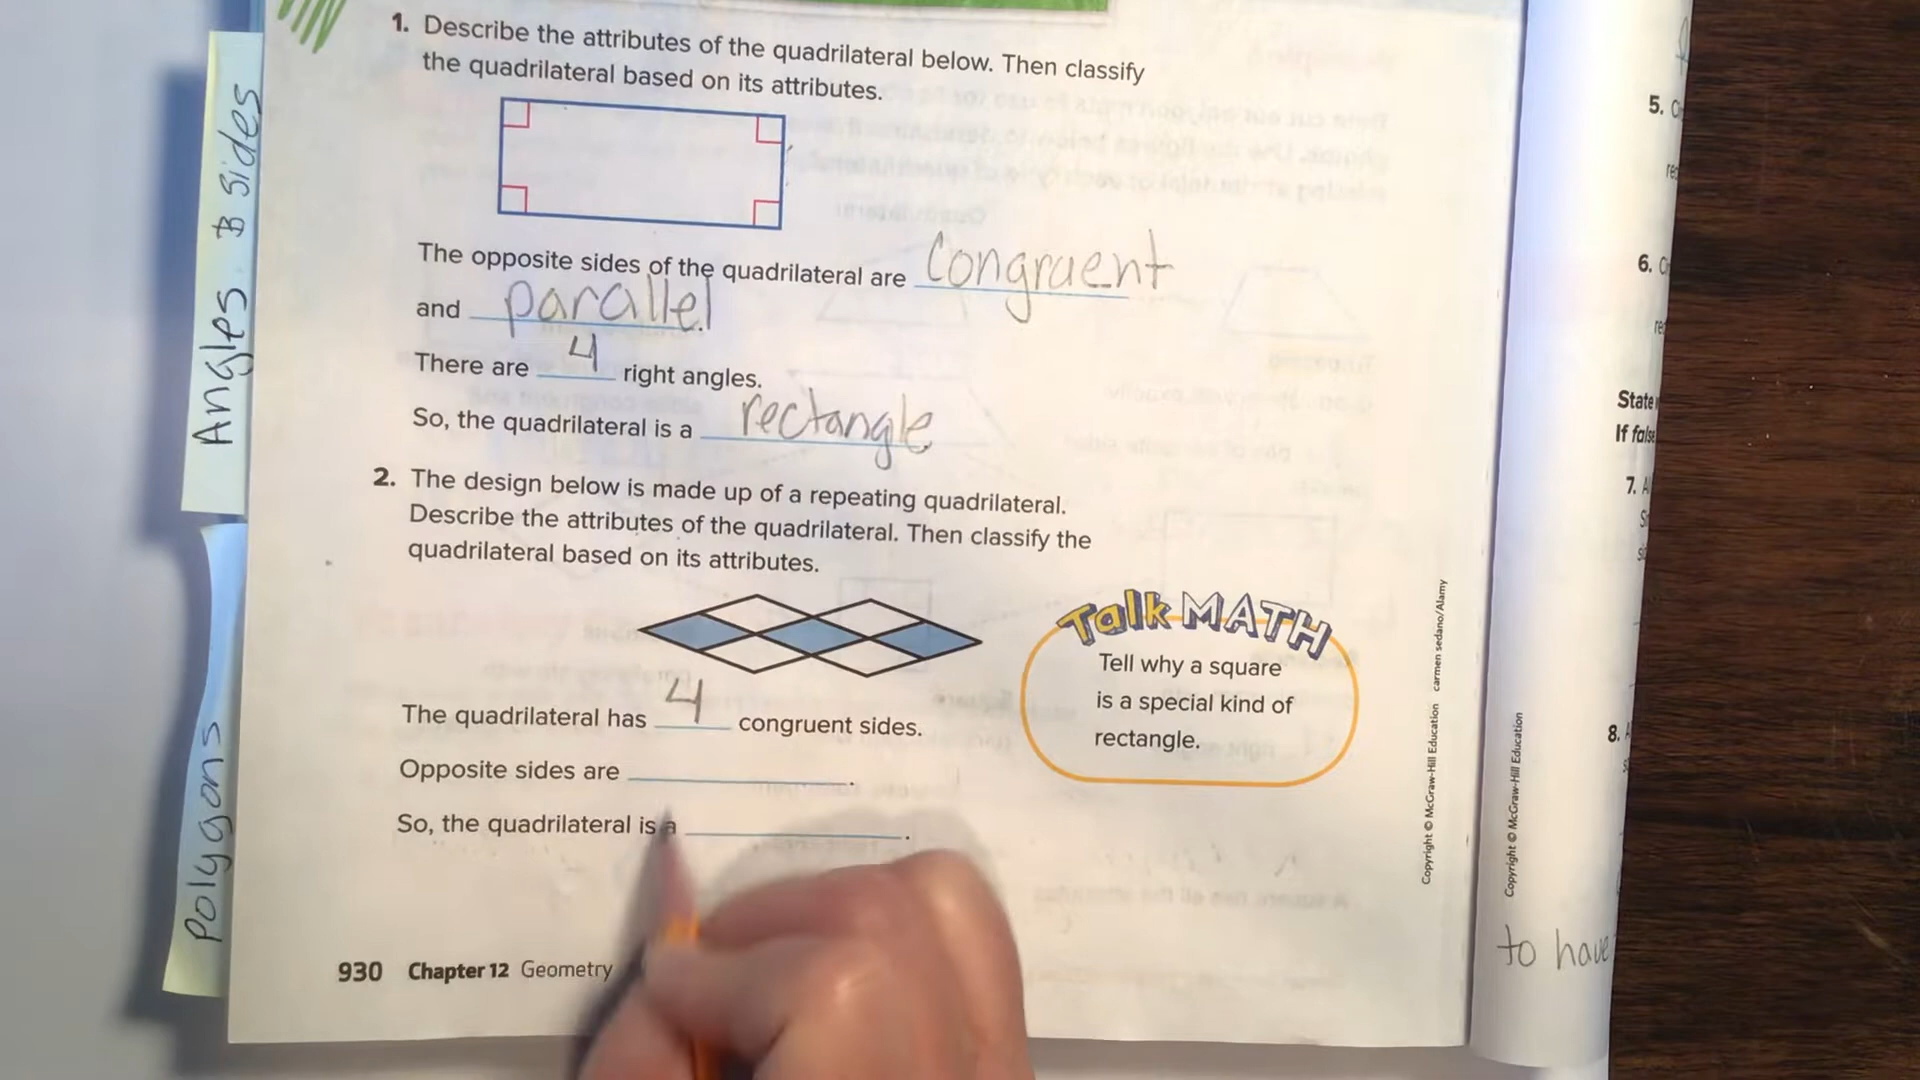 1. Describe the attributes of the quadrilateral below. Then classify
the quadrilateral based on its attributes.
The opposite sides of the quadrilateral are congruent
and parallel.
There are 4 right angles.
So, the quadrilateral is a rectangle.
2. The design below is made up of a repeating quadrilateral.
Describe the attributes of the quadrilateral. Then classify the
quadrilateral based on its attributes.
The quadrilateral has 4 congruent sides.
Opposite sides are ____.
So, the quadrilateral is a ____.
Talk MATH
Tell why a square
is a special kind of
rectangle.
930 Chapter 12 Geometry
Angles & sides
Polygons
Copyright © McGraw-Hill Education carmen sedano/Alamy
Copyright © McGraw-Hill Education
to have
5.
6.
State
If false
7.
8.